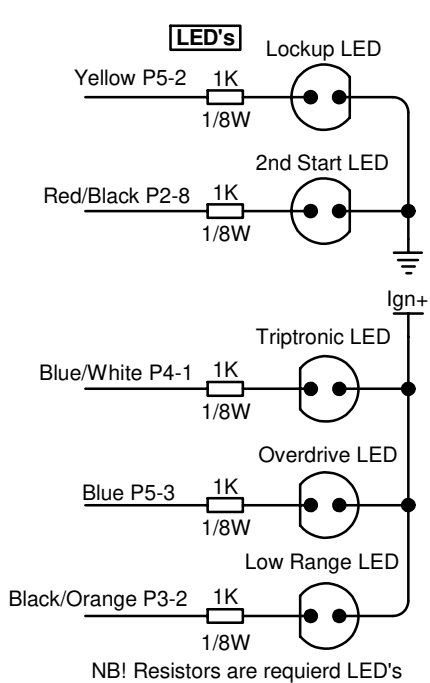 LED's
Lockup LED
Yellow P5-2 1K
1/8W
2nd Start LED
Red/Black P2-8 1K
1/8W
Ign+
Triptronic LED
Blue/White P4-1 1K
1/8W
Overdrive LED
Blue P5-3 1K
1/8W
Low Range LED
Black/Orange P3-2 1K
1/8W
NB! Resistors are requierd LED's